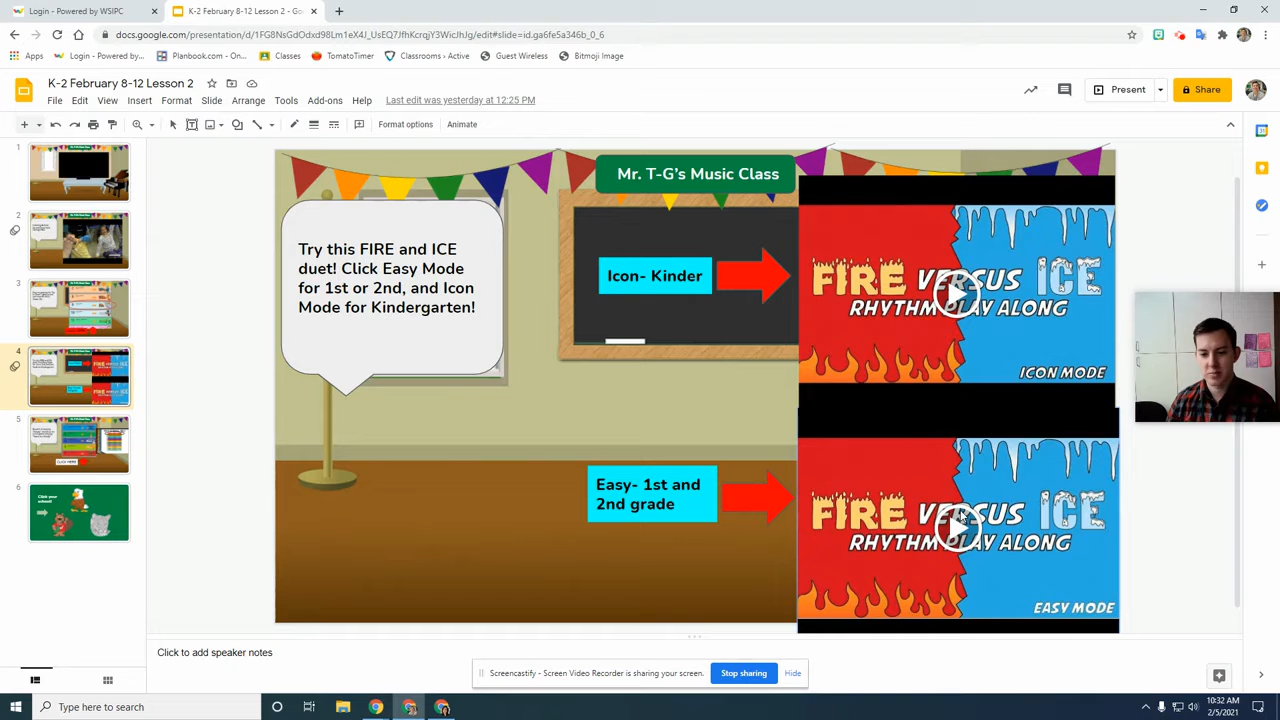 Login - Powered by WSIPC
K-2 February 8-12 Lesson 2 - Goo
docs.google.com/presentation/d/1FG8NsGdOdxd98Lm1eX4J_UsEQ7JfhKcrqjY3WicJhJg/edit#slide=id.ga6fe5a346b_0_6
Apps
Login - Powered by...
Planbook.com - On...
Classes
TomatoTimer
Classrooms › Active
Guest Wireless
Bitmoji Image
K-2 February 8-12 Lesson 2
File Edit View Insert Format Slide Arrange Tools Add-ons Help Last edit was yesterday at 12:25 PM
Present
Share
Format options Animate
1
2
3
4
5
6
Mr. T-G's Music Class
Try this FIRE and ICE
duet! Click Easy Mode
for 1st or 2nd, and Icon
Mode for Kindergarten!
Icon- Kinder
FIRE VERSUS ICE
RHYTHM PLAY ALONG
ICON MODE
Easy- 1st and
2nd grade
FIRE VERSUS ICE
RHYTHM PLAY ALONG
EASY MODE
Click to add speaker notes
Screencastify - Screen Video Recorder is sharing your screen.
Stop sharing
Hide
Type here to search
10:32 AM
2/5/2021